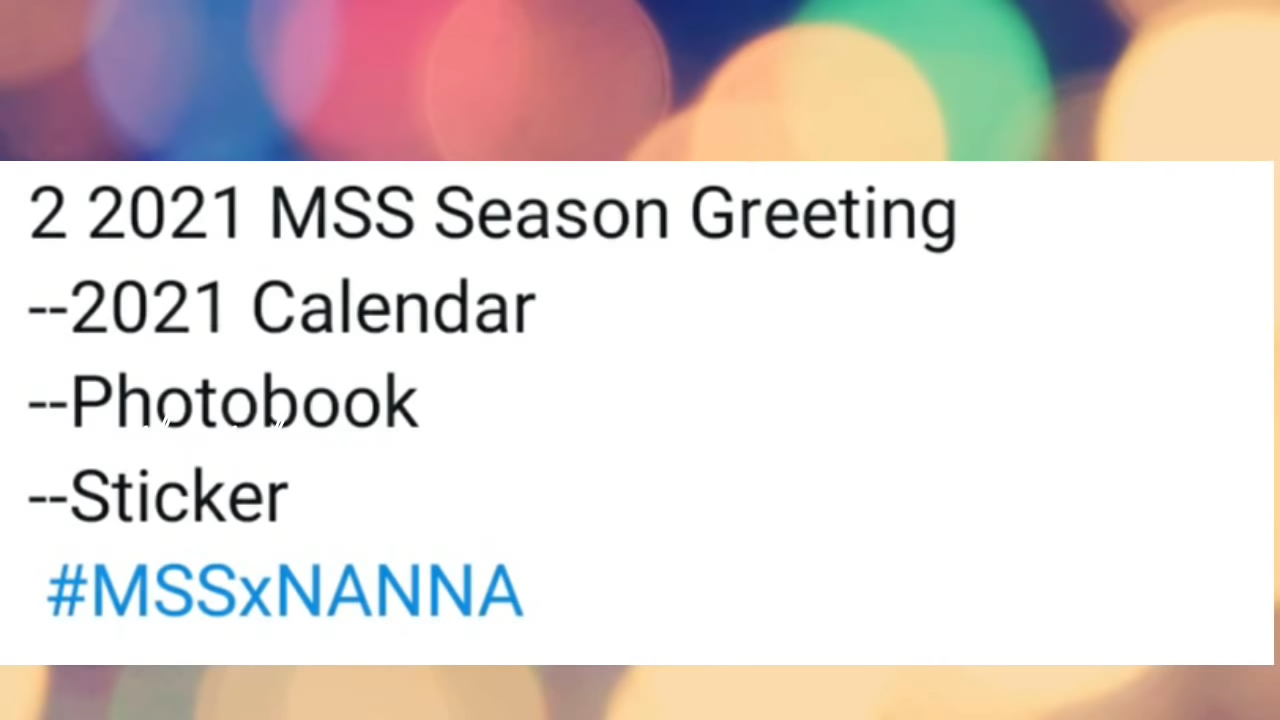 2 2021 MSS Season Greeting
--2021 Calendar
--Photobook
--Sticker
#MSSxNANNA